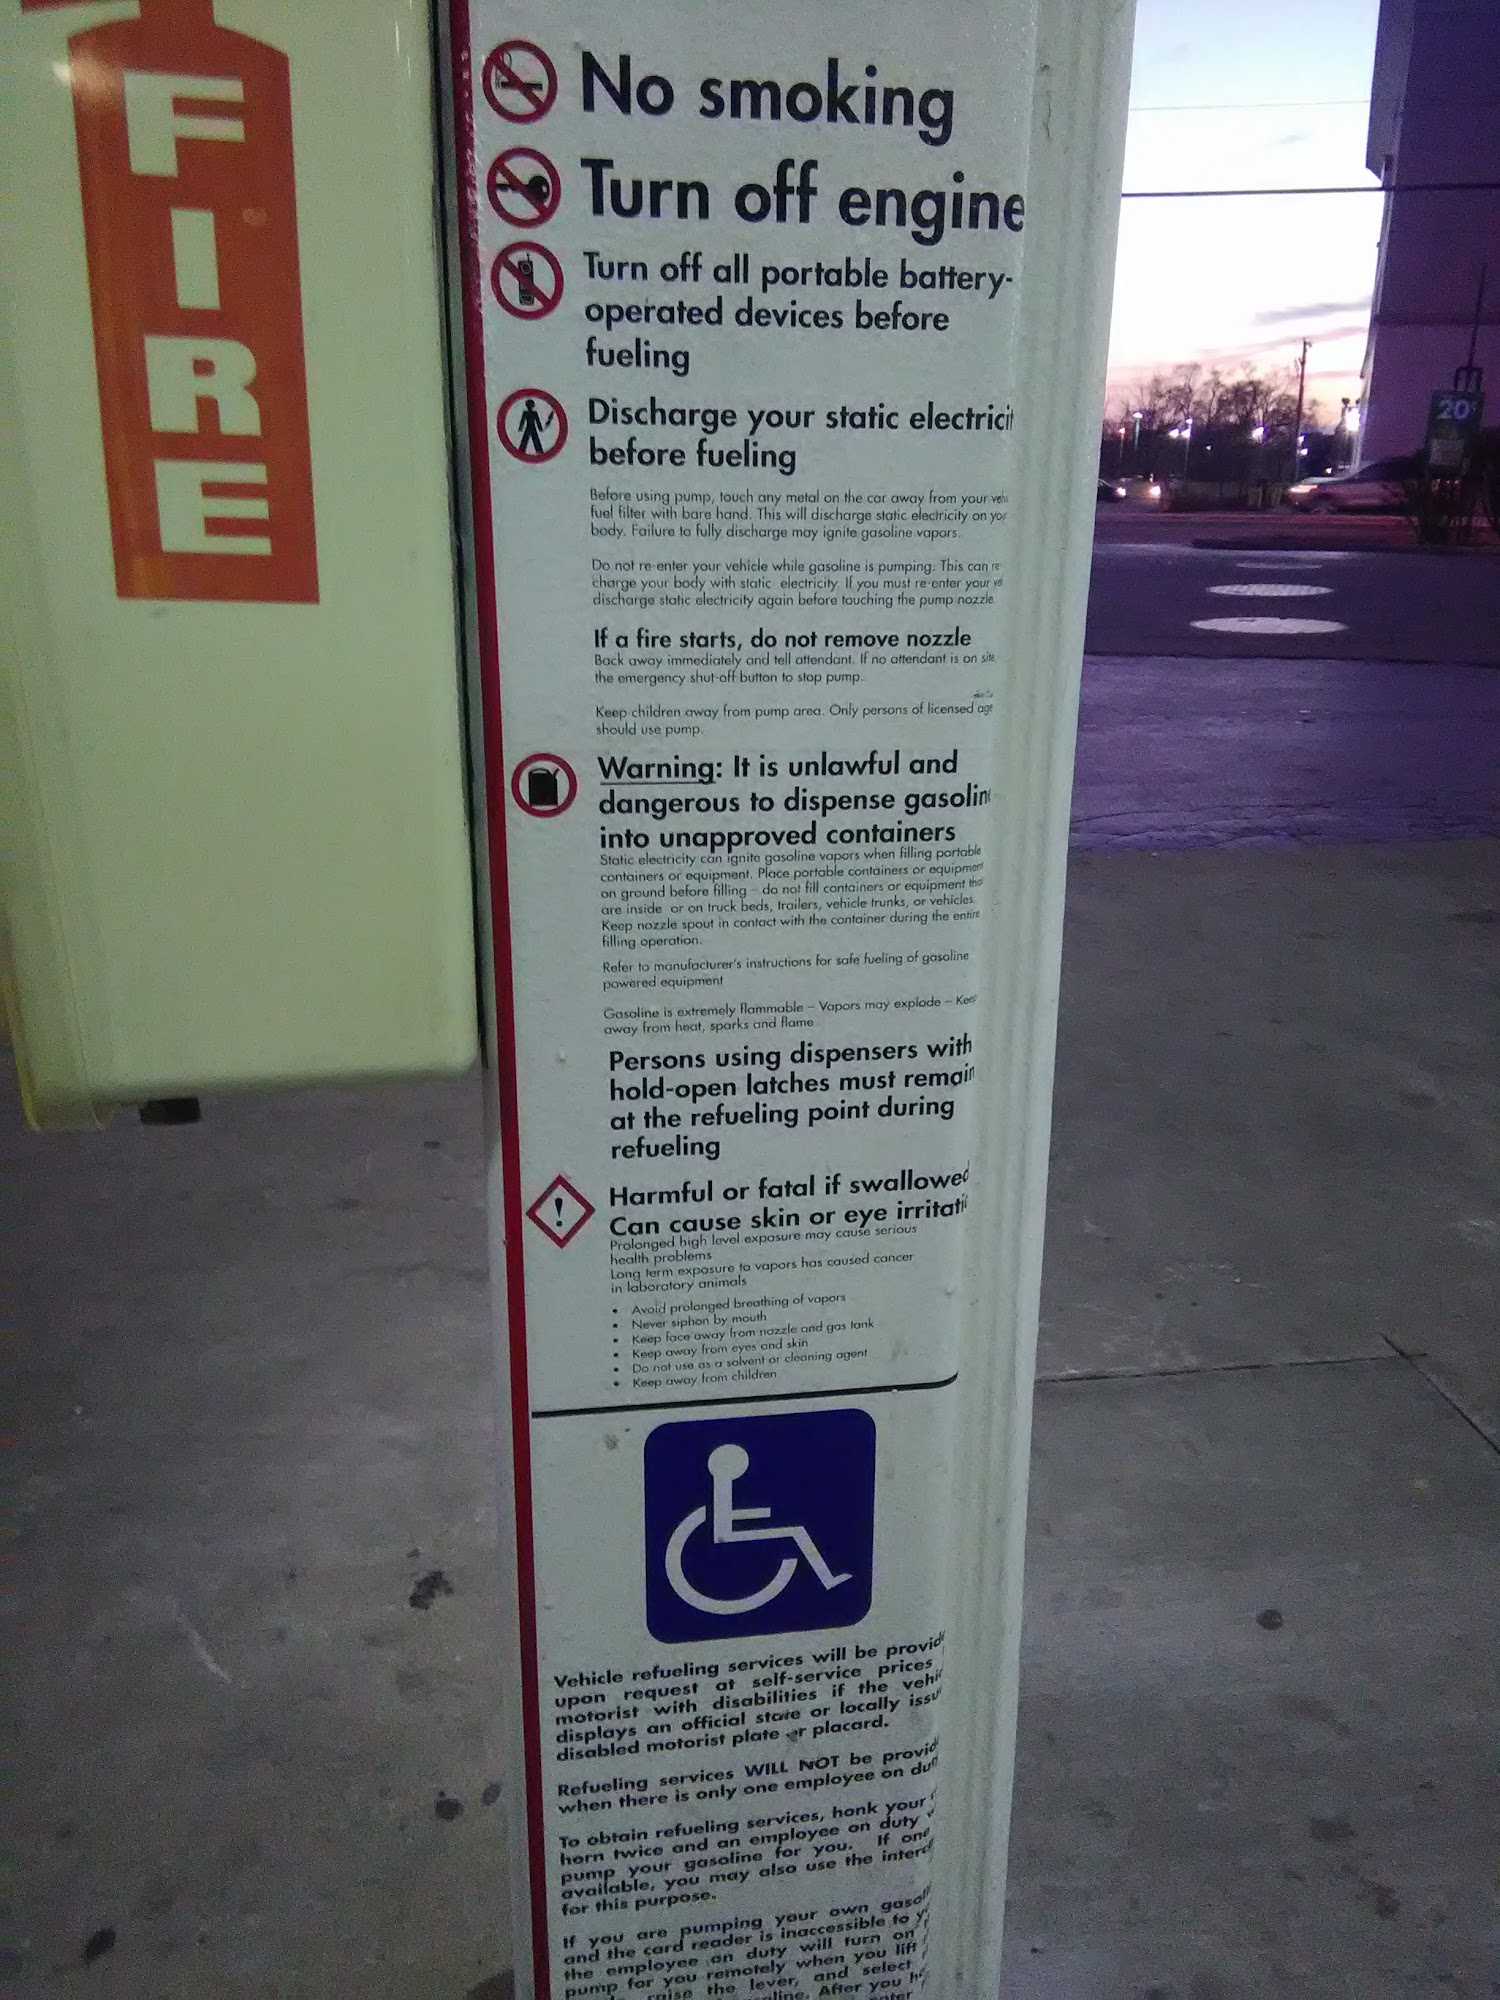 FIRE
No smoking
Turn off engine
Turn off all portable battery-
operated devices before
fueling
Discharge your static electricit
before fueling
Before using pump, touch any metal on the car away from your vehi
fuel filter with bare hand. This will discharge static electricity on you
body. Failure to fully discharge may ignite gasoline vapors.
Do not re-enter your vehicle while gasoline is pumping. This can re
charge your body with static electricity. If you must re-enter your ve
discharge static electricity again before touching the pump nozzle
If a fire starts, do not remove nozzle
Back away immediately and tell attendant. If no attendant is on site,
the emergency shut-off button to stop pump.
Keep children away from pump area. Only persons of licensed age
should use pump.
Warning: It is unlawful and
dangerous to dispense gasolin
into unapproved containers
Static electricity can ignite gasoline vapors when filling portable
containers or equipment. Place portable containers or equipment
on ground before filling – do not fill containers or equipment that
are inside or on truck beds, trailers, vehicle trunks, or vehicles.
Keep nozzle spout in contact with the container during the entire
filling operation.
Refer to manufacturer's instructions for safe fueling of gasoline
powered equipment
Gasoline is extremely flammable – Vapors may explode – Keep
away from heat, sparks and flame
Persons using dispensers with
hold-open latches must remain
at the refueling point during
refueling
!
Harmful or fatal if swallowed
Can cause skin or eye irritati
Prolonged high level exposure may cause serious
health problems
Long term exposure to vapors has caused cancer
in laboratory animals
• Avoid prolonged breathing of vapors
• Never siphon by mouth
• Keep face away from nozzle and gas tank
• Keep away from eyes and skin
• Do not use as a solvent or cleaning agent
• Keep away from children
Vehicle refueling services will be provide
upon request at self-service prices
motorist with disabilities if the vehic
displays an official state or locally issu
disabled motorist plate or placard.
Refueling services WILL NOT be provid
when there is only one employee on dut
To obtain refueling services, honk your
horn twice and an employee on duty
pump your gasoline for you. If one
available, you may also use the interc
for this purpose.
If you are pumping your own gasol
and the card reader is inaccessible to y
the employee on duty will turn on
pump for you remotely when you lift
raise the lever, and select
After you h
20